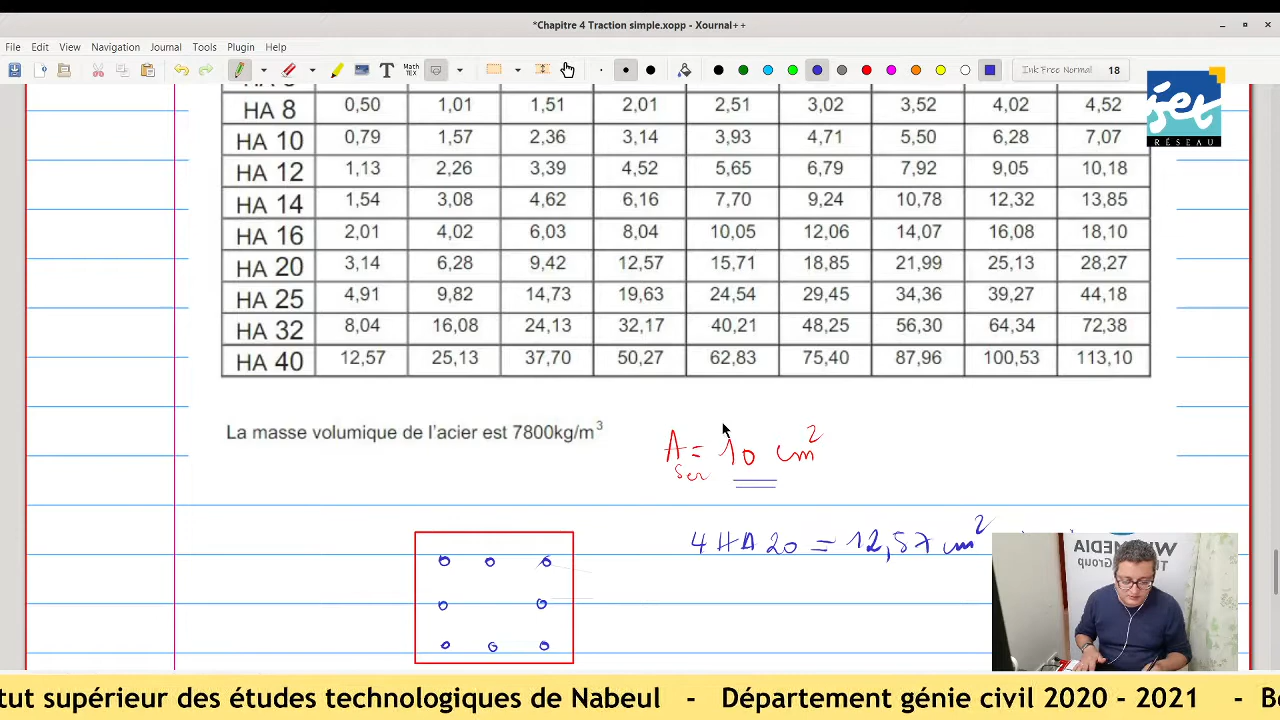 *Chapitre 4 Traction simple.xopp - Xournal++
File Edit View Navigation Journal Tools Plugin Help
Math TEX Ink Free Normal 18
iset
RÉSEAU
HA 8 0,50 1,01 1,51 2,01 2,51 3,02 3,52 4,02 4,52
HA 10 0,79 1,57 2,36 3,14 3,93 4,71 5,50 6,28 7,07
HA 12 1,13 2,26 3,39 4,52 5,65 6,79 7,92 9,05 10,18
HA 14 1,54 3,08 4,62 6,16 7,70 9,24 10,78 12,32 13,85
HA 16 2,01 4,02 6,03 8,04 10,05 12,06 14,07 16,08 18,10
HA 20 3,14 6,28 9,42 12,57 15,71 18,85 21,99 25,13 28,27
HA 25 4,91 9,82 14,73 19,63 24,54 29,45 34,36 39,27 44,18
HA 32 8,04 16,08 24,13 32,17 40,21 48,25 56,30 64,34 72,38
HA 40 12,57 25,13 37,70 50,27 62,83 75,40 87,96 100,53 113,10
La masse volumique de l'acier est 7800kg/m³
A ser = 10 cm²
4 HA 20 = 12,57 cm²
tut supérieur des études technologiques de Nabeul - Département génie civil 2020 - 2021 - B